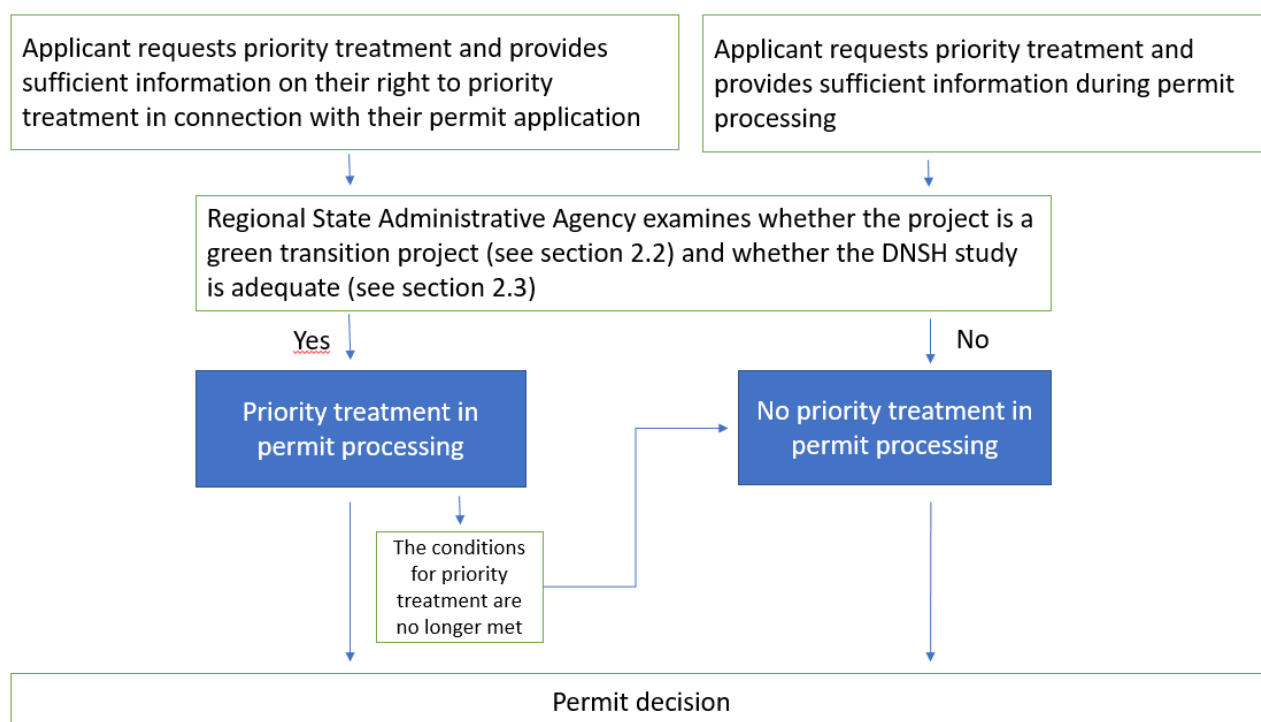 Applicant requests priority treatment and provides
sufficient information on their right to priority
treatment in connection with their permit application
Applicant requests priority treatment and
provides sufficient information during permit
processing
Regional State Administrative Agency examines whether the project is a
green transition project (see section 2.2) and whether the DNSH study
is adequate (see section 2.3)
Yes
No
Priority treatment in
permit processing
No priority treatment in
permit processing
The conditions
for priority
treatment are
no longer met
Permit decision